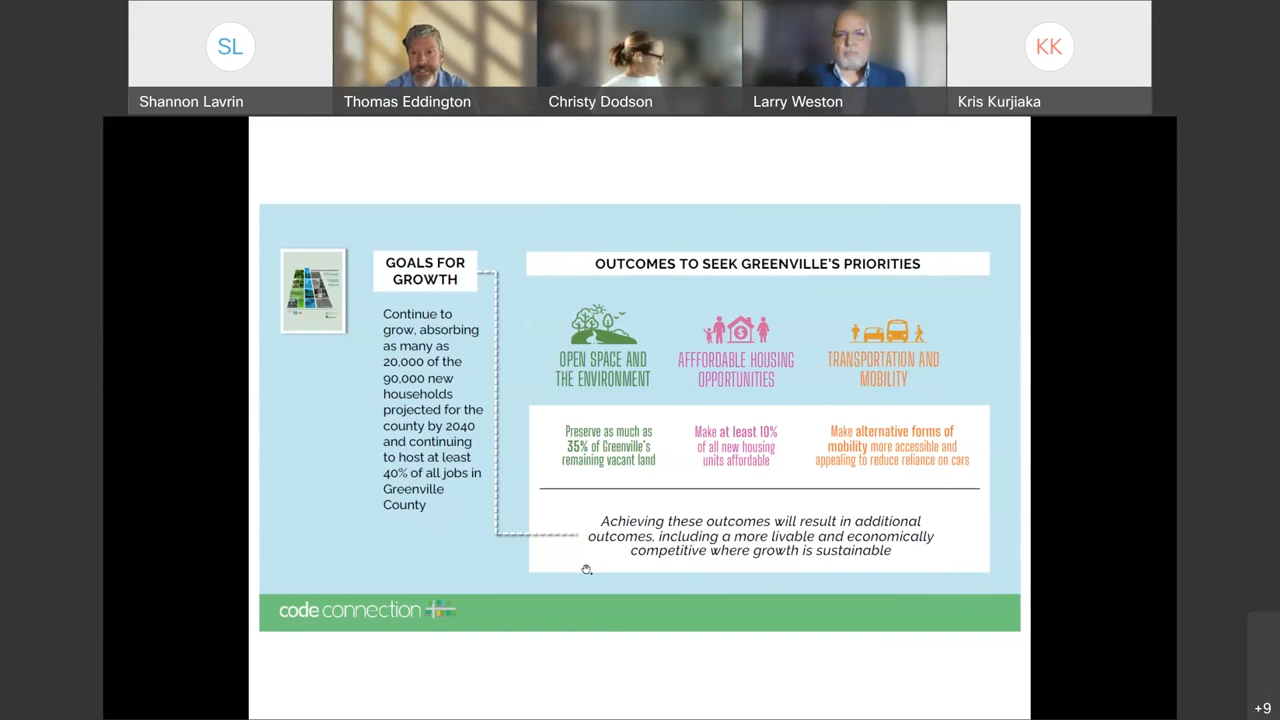 SL
KK
Shannon Lavrin
Thomas Eddington
Christy Dodson
Larry Weston
Kris Kurjiaka
GOALS FOR
GROWTH
Continue to
grow, absorbing
as many as
20,000 of the
90,000 new
households
projected for the
county by 2040
and continuing
to host at least
40% of all jobs in
Greenville
County
OUTCOMES TO SEEK GREENVILLE'S PRIORITIES
OPEN SPACE AND
THE ENVIRONMENT
AFFFORDABLE HOUSING
OPPORTUNITIES
TRANSPORTATION AND
MOBILITY
Preserve as much as
35% of Greenville's
remaining vacant land
Make at least 10%
of all new housing
units affordable
Make alternative forms of
mobility more accessible and
appealing to reduce reliance on cars
Achieving these outcomes will result in additional
outcomes, including a more livable and economically
competitive where growth is sustainable
code connection
+9